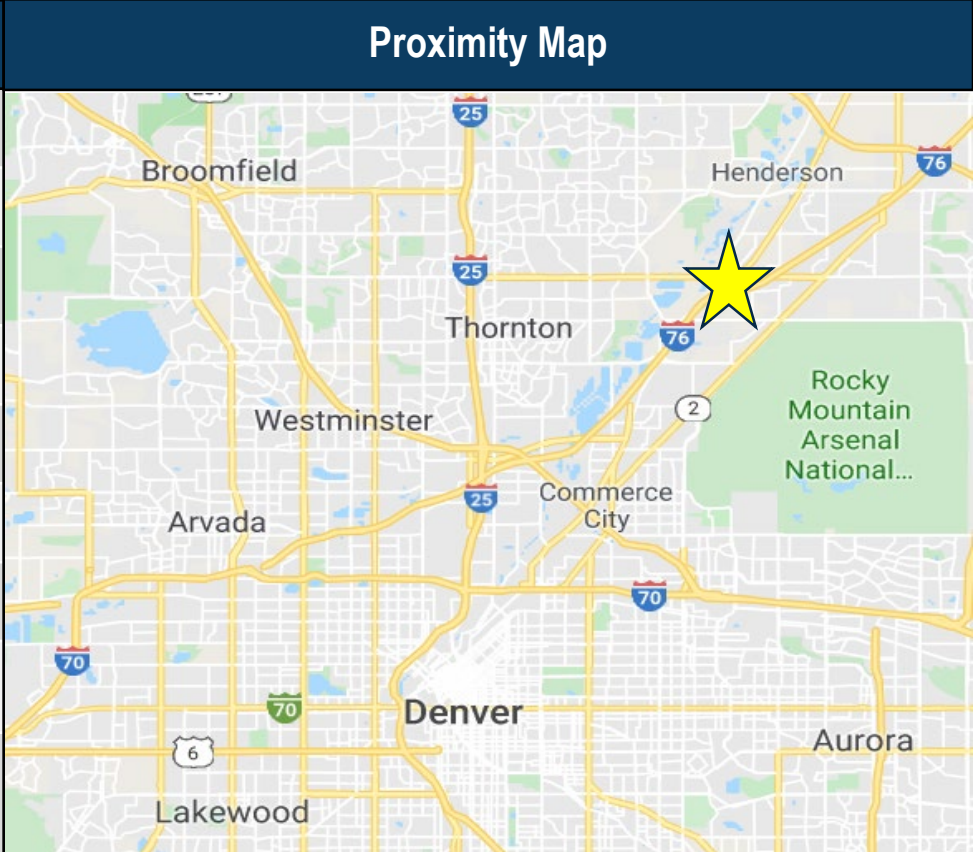 Proximity Map
25
Broomfield
Henderson
76
25
Thornton
76
Rocky
Mountain
Arsenal
National...
2
Westminster
25
Commerce
City
Arvada
70
70
70
Denver
6
Aurora
Lakewood